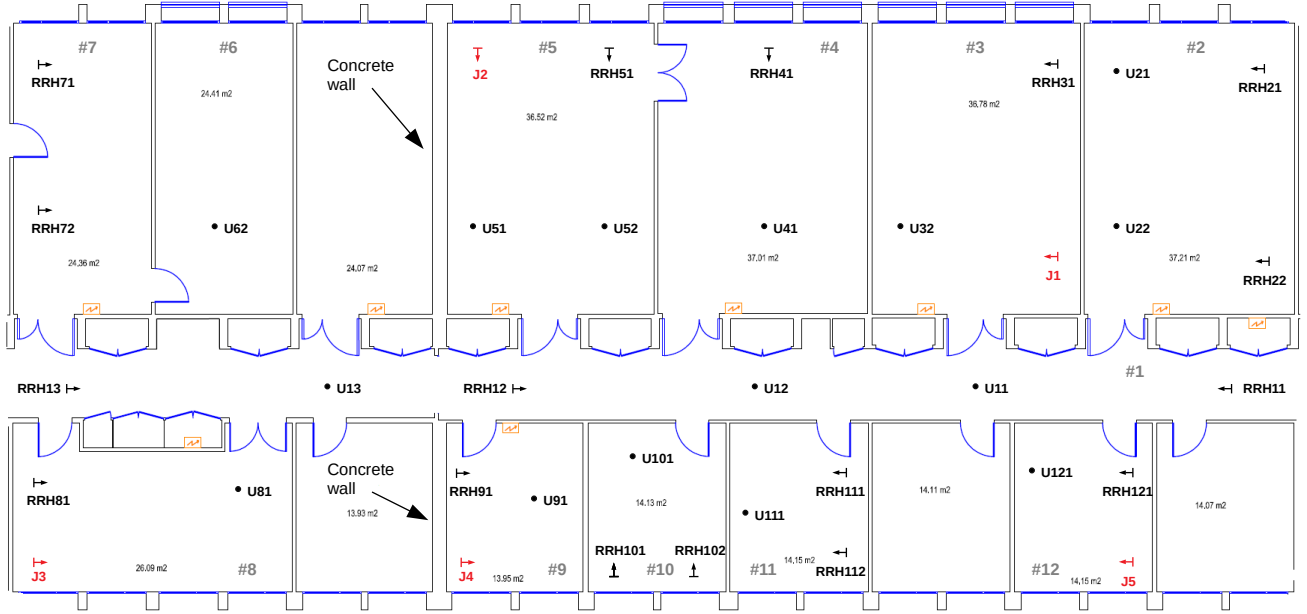 #7
#6
#5
#4
#3
#2
Concrete
wall
RRH71
J2
RRH51
RRH41
RRH31
U21
RRH21
24,41 m2
36.52 m2
36,78 m2
RRH72
U62
U51
U52
U41
U32
U22
24,36 m2
24,07 m2
37,01 m2
J1
37,21 m2
RRH22
#1
RRH13
U13
RRH12
U12
U11
RRH11
Concrete
wall
RRH81
U81
13.93 m2
RRH91
U91
U101
14.13 m2
U111
RRH111
14,11 m2
U121
RRH121
14,07 m2
J3
26.09 m2
#8
J4
13.95 m2
#9
RRH101
#10
RRH102
#11
14,15 m2
RRH112
#12
14,15 m2
J5